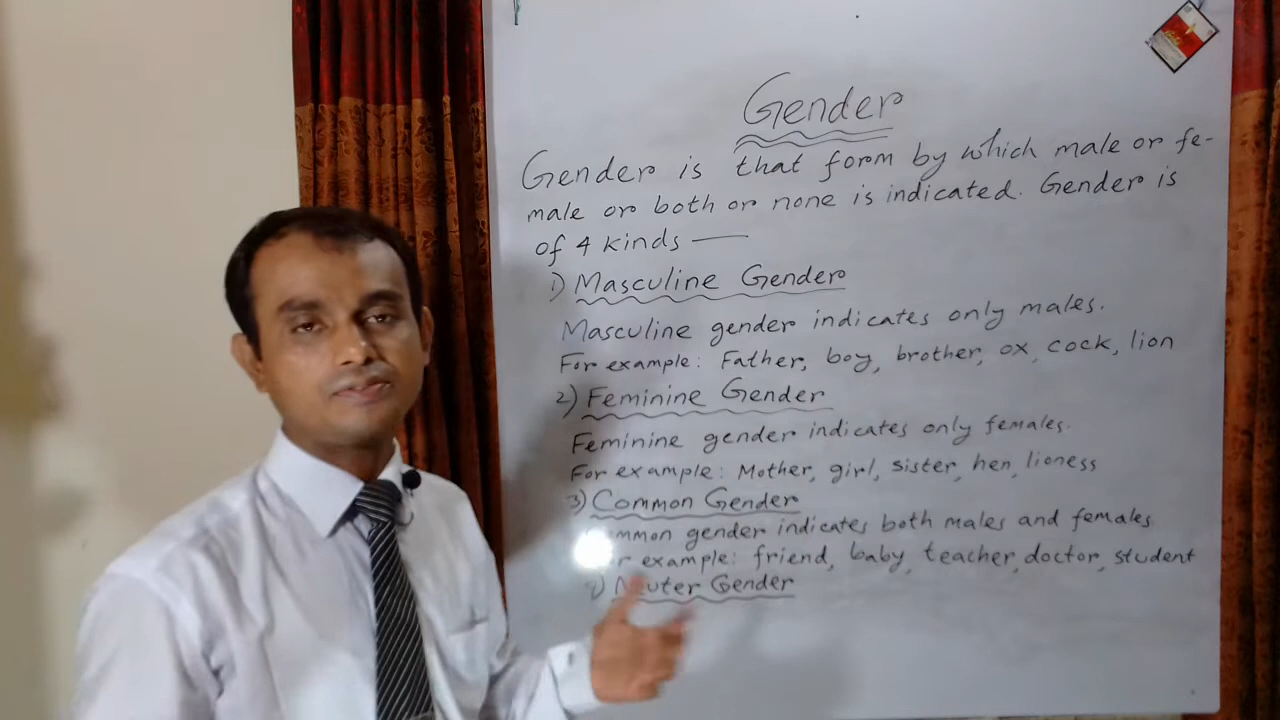 Gender
Gender is that form by which male or fe-
male or both or none is indicated. Gender is
of 4 kinds —
1) Masculine Gender
Masculine gender indicates only males.
For example: Father, boy, brother, ox, cock, lion
2) Feminine Gender
Feminine gender indicates only females.
For example: Mother, girl, sister, hen, lioness
3) Common Gender
mmon gender indicates both males and females.
r example: friend, baby, teacher, doctor, student
Neuter Gender